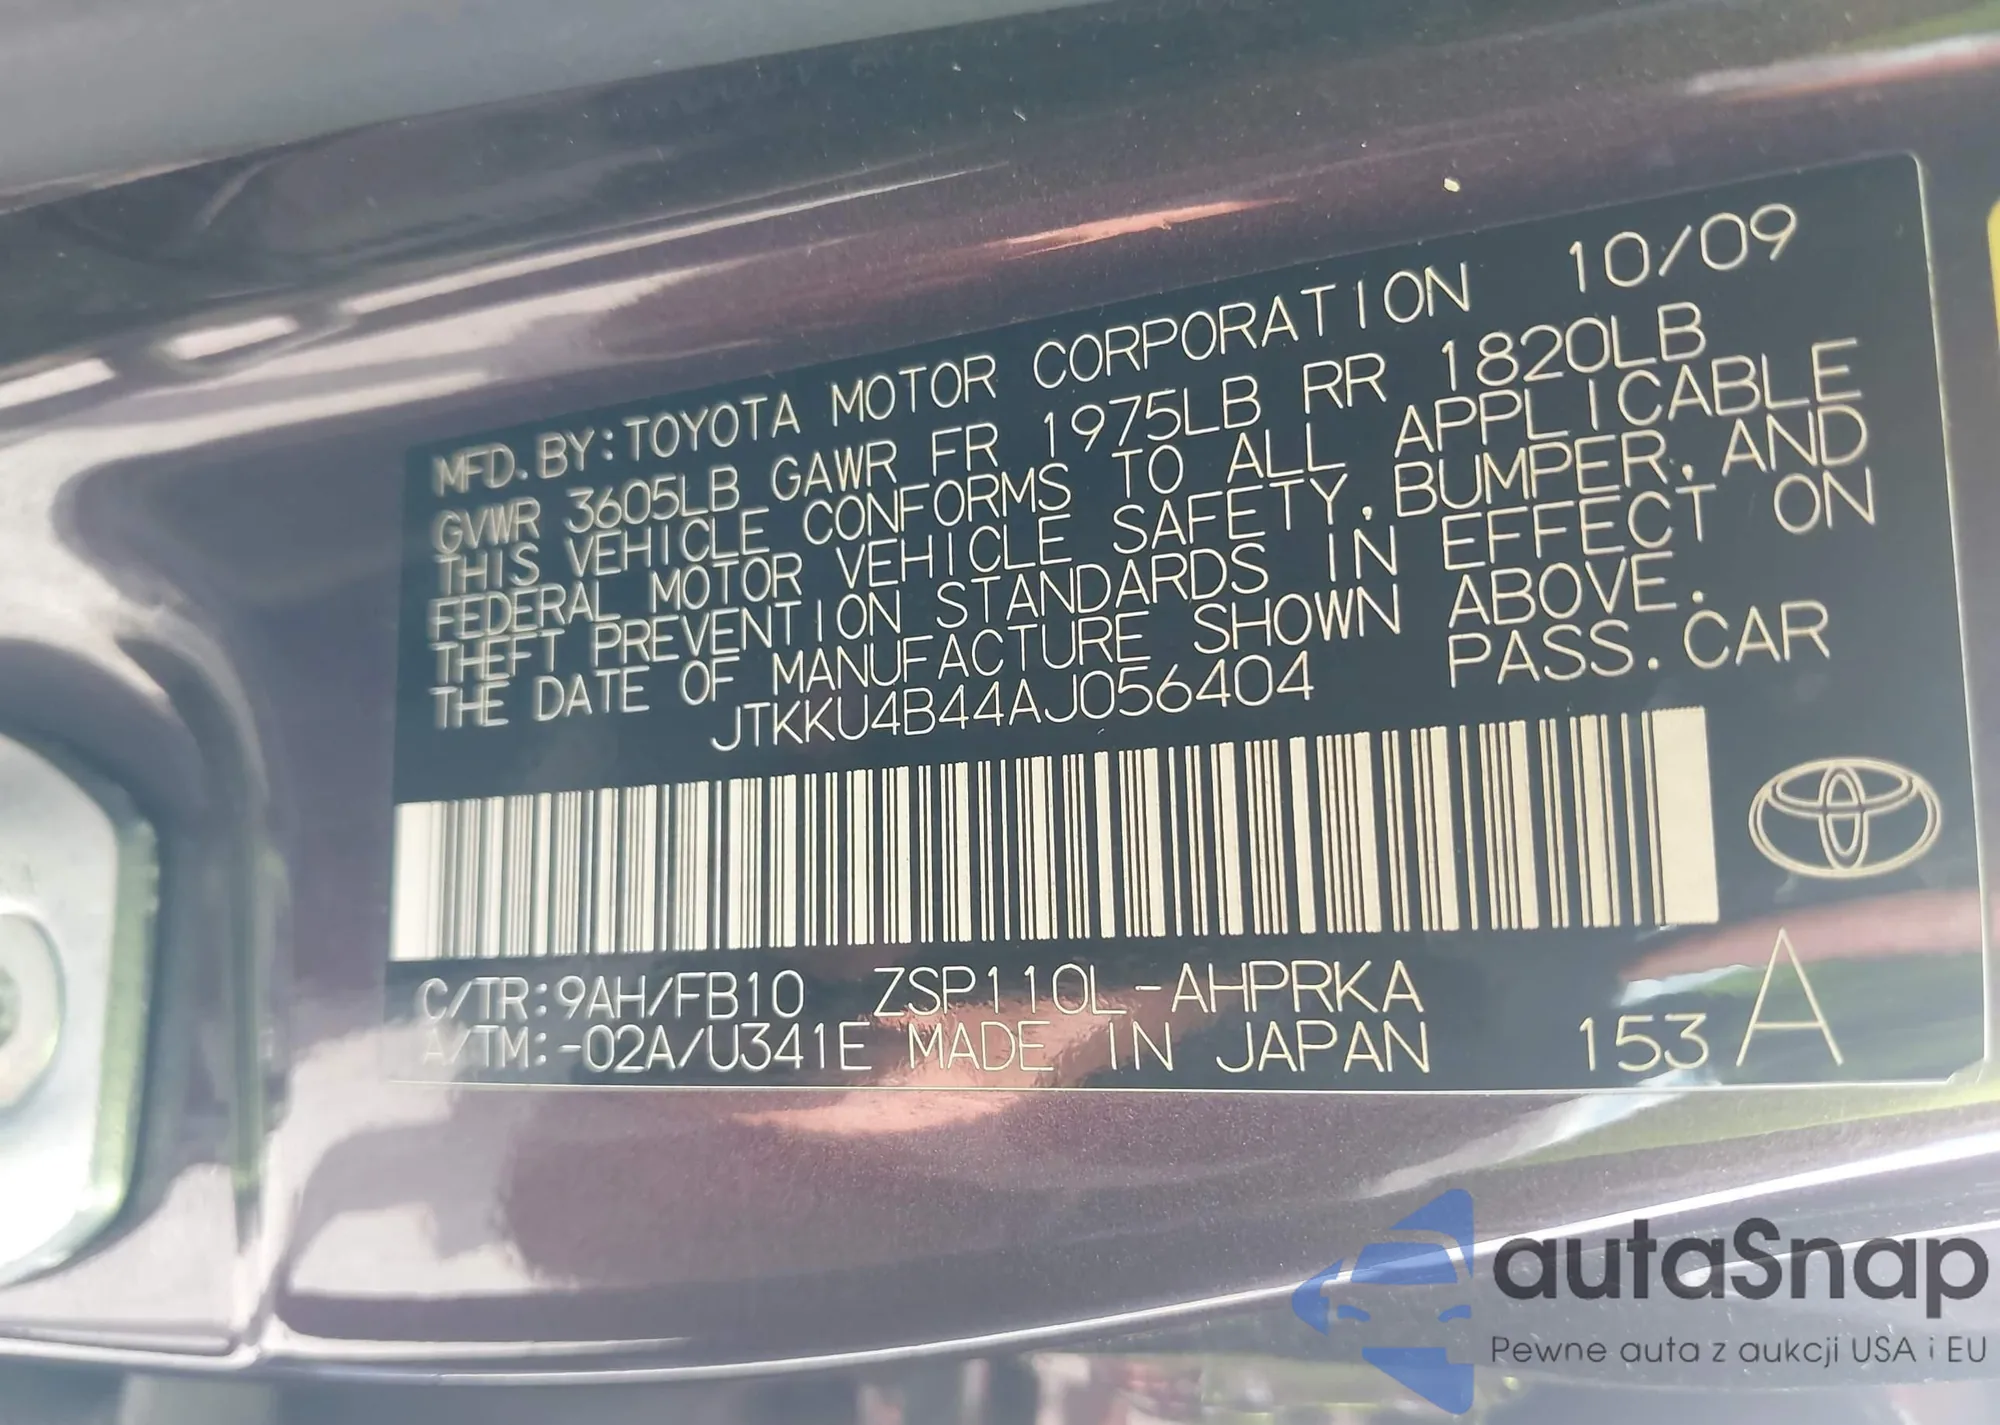 MFD.BY:TOYOTA MOTOR CORPORATION 10/09
GVWR 3605LB GAWR FR 1975LB RR 1820LB
THIS VEHICLE CONFORMS TO ALL APPLICABLE
FEDERAL MOTOR VEHICLE SAFETY, BUMPER, AND
THEFT PREVENTION STANDARDS IN EFFECT ON
THE DATE OF MANUFACTURE SHOWN ABOVE.
JTKKU4B44AJ056404 PASS.CAR
C/TR:9AH/FB10 ZSP110L-AHPRKA
A/TM:-02A/U341E MADE IN JAPAN 153 A
autaSnap
Pewne auta z aukcji USA i EU